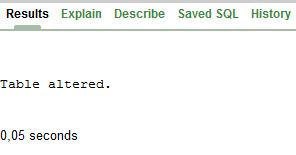 Results Explain Describe Saved SQL History
Table altered.
0,05 seconds